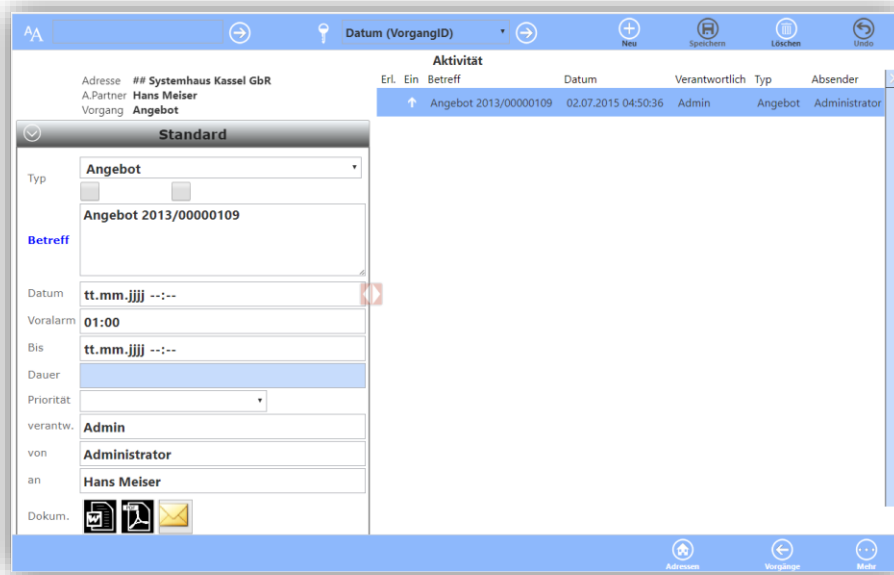 AA
Datum (VorgangID)
Neu
Speichern
Löschen
Undo
Adresse ## Systemhaus Kassel GbR
A.Partner Hans Meiser
Vorgang Angebot
Standard
Typ Angebot
Betreff Angebot 2013/00000109
Datum tt.mm.jjjj --:--
Voralarm 01:00
Bis tt.mm.jjjj --:--
Dauer
Priorität
verantw. Admin
von Administrator
an Hans Meiser
Dokum. W PDF
Aktivität
Erl. Ein Betreff Datum Verantwortlich Typ Absender
Angebot 2013/00000109 02.07.2015 04:50:36 Admin Angebot Administrator
Adressen
Vorgänge
Mehr